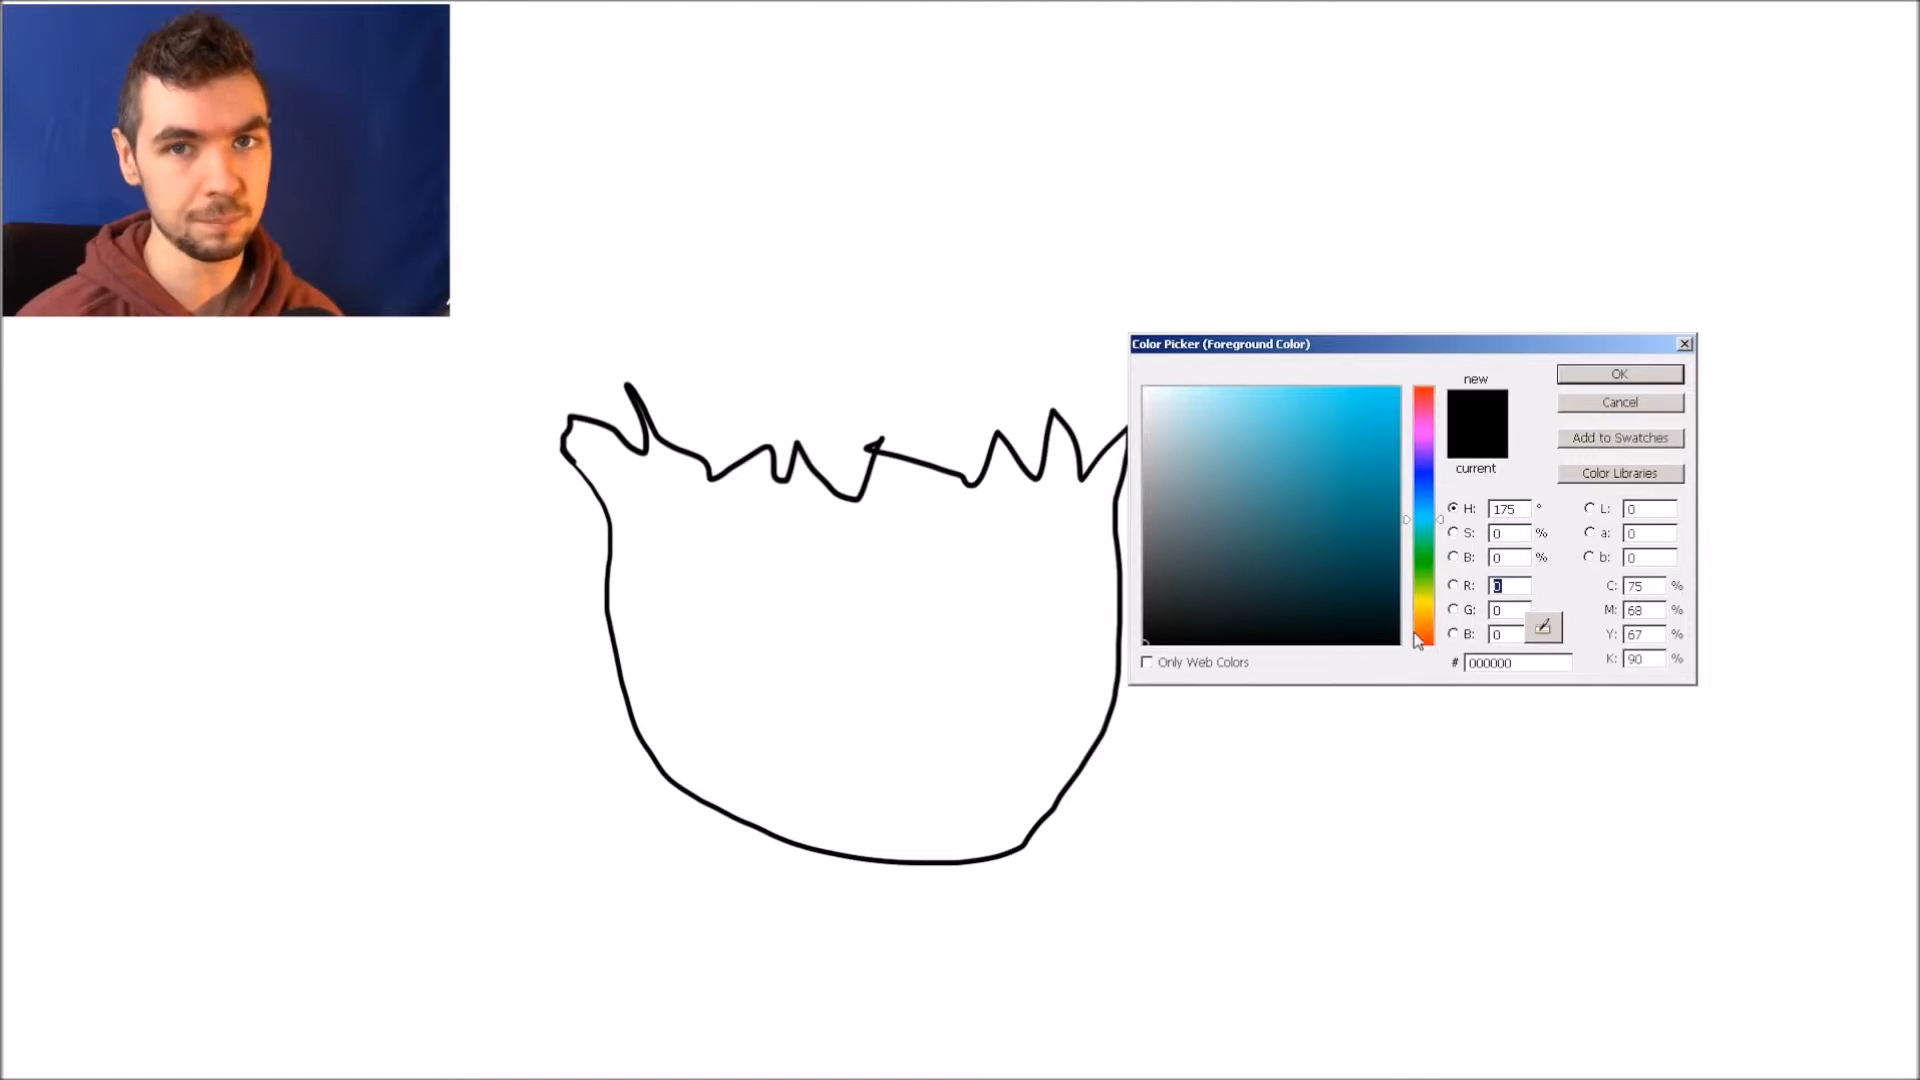 Color Picker (Foreground Color)
new
current
OK
Cancel
Add to Swatches
Color Libraries
H: 175 °
S: 0 %
B: 0 %
R: 0
G: 0
B: 0
# 000000
L: 0
a: 0
b: 0
C: 75 %
M: 68 %
Y: 67 %
K: 90 %
Only Web Colors